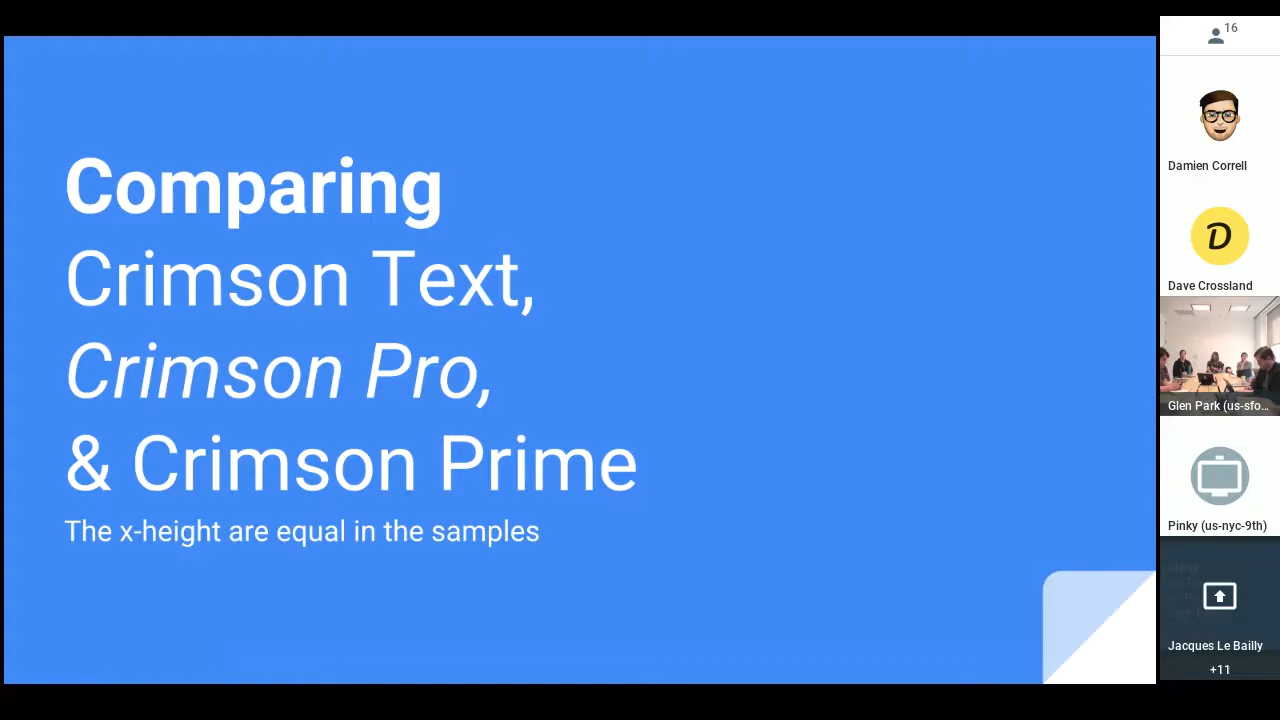 Comparing
Crimson Text,
Crimson Pro,
& Crimson Prime
The x-height are equal in the samples
16
Damien Correll
D
Dave Crossland
Glen Park (us-sfo...
Pinky (us-nyc-9th)
Jacques Le Bailly
+11